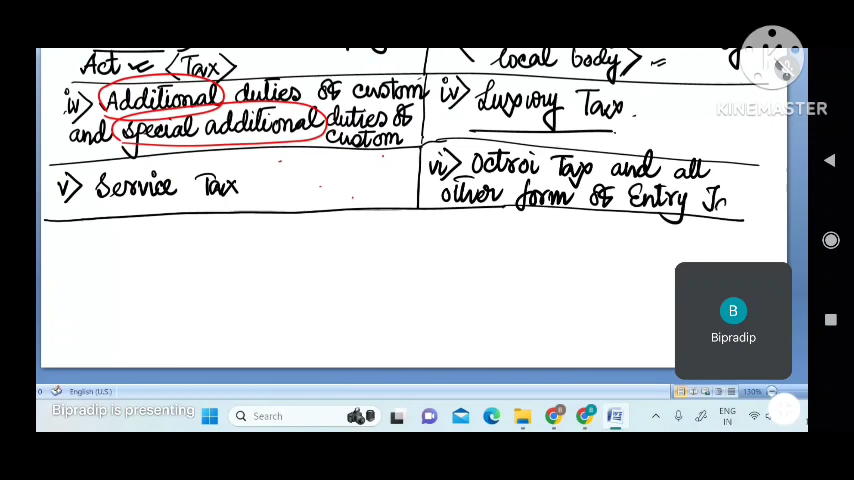 Act <Tax>
local body> =
iv> Additional duties of custom
and special additional duties of
custom
iv> Luxury Tax.
v> Service Tax
vi> Octroi Tax and all
other form of Entry
KINEMASTER
B
Bipradip
English (U.S.)
130%
Bipradip is presenting
Search
ENG
IN